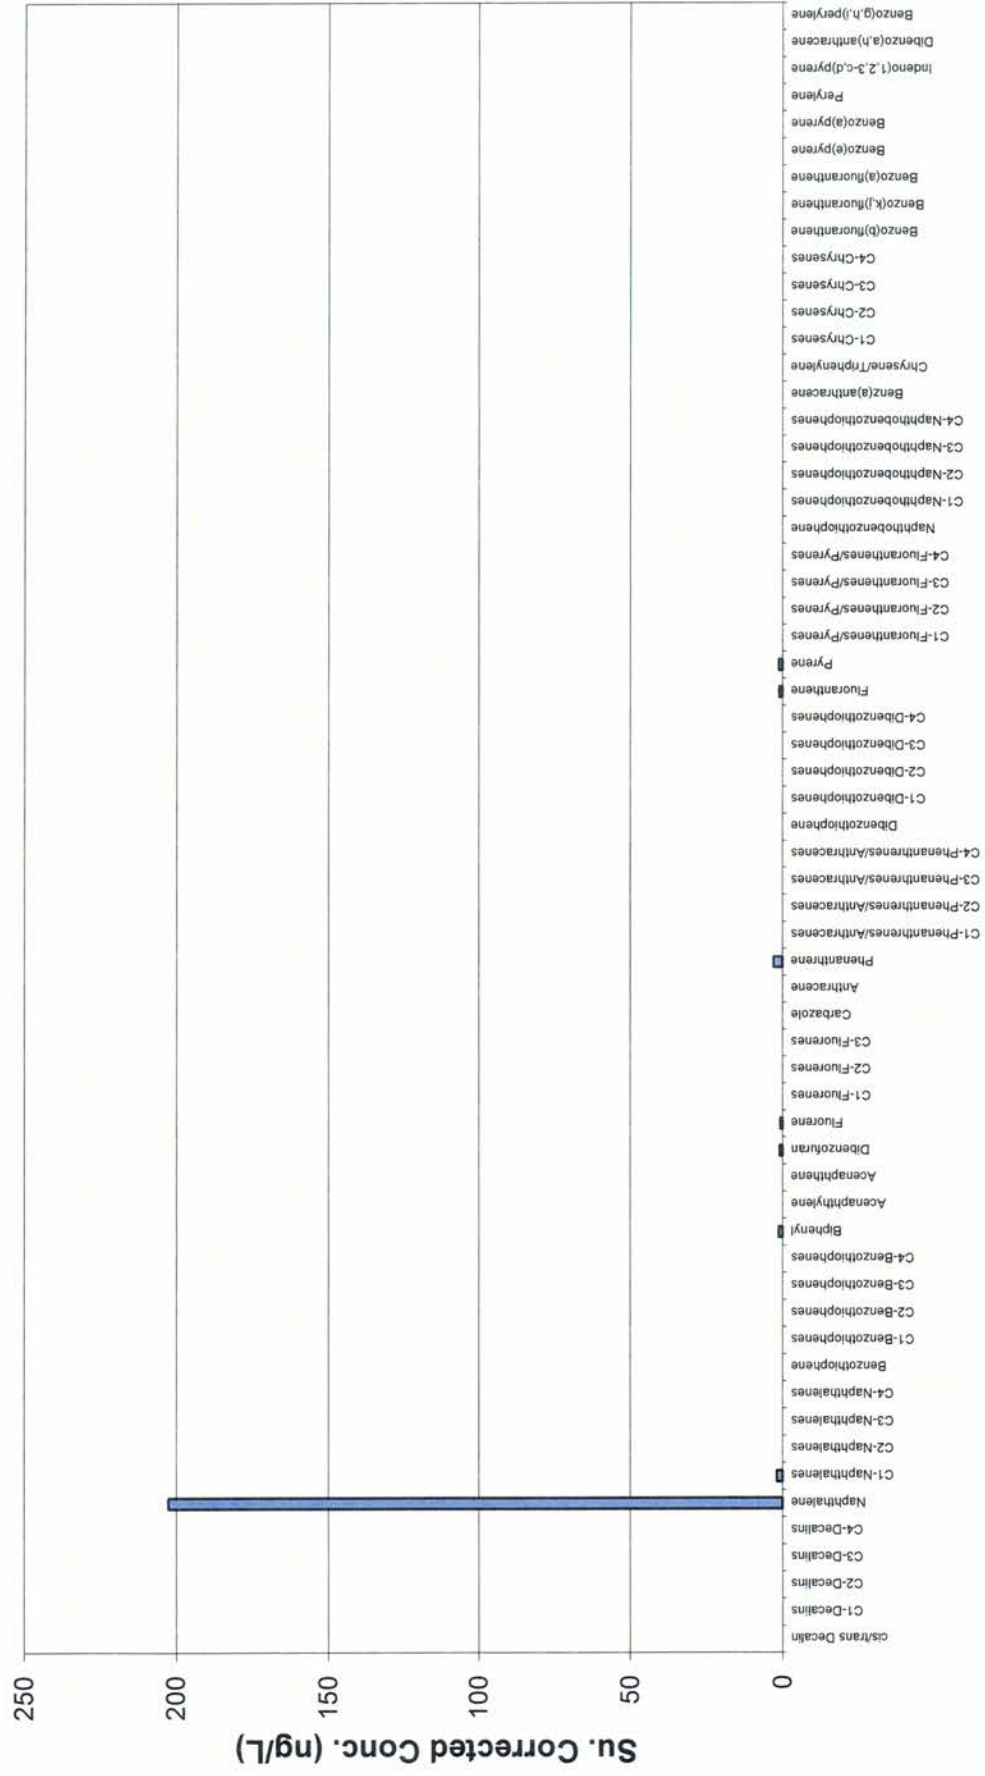 Su. Corrected Conc. (ng/L)
250
200
150
100
50
0
cis/trans Decalin
C1-Decalins
C2-Decalins
C3-Decalins
C4-Decalins
Naphthalene
C1-Naphthalenes
C2-Naphthalenes
C3-Naphthalenes
C4-Naphthalenes
Benzothiophene
C1-Benzothiophenes
C2-Benzothiophenes
C3-Benzothiophenes
C4-Benzothiophenes
Biphenyl
Acenaphthylene
Acenaphthene
Dibenzofuran
Fluorene
C1-Fluorenes
C2-Fluorenes
C3-Fluorenes
Carbazole
Anthracene
Phenanthrene
C1-Phenanthrenes/Anthracenes
C2-Phenanthrenes/Anthracenes
C3-Phenanthrenes/Anthracenes
C4-Phenanthrenes/Anthracenes
Dibenzothiophene
C1-Dibenzothiophenes
C2-Dibenzothiophenes
C3-Dibenzothiophenes
C4-Dibenzothiophenes
Fluoranthene
Pyrene
C1-Fluoranthenes/Pyrenes
C2-Fluoranthenes/Pyrenes
C3-Fluoranthenes/Pyrenes
C4-Fluoranthenes/Pyrenes
Naphthobenzothiophene
C1-Naphthobenzothiophenes
C2-Naphthobenzothiophenes
C3-Naphthobenzothiophenes
C4-Naphthobenzothiophenes
Benz(a)anthracene
Chrysene/Triphenylene
C1-Chrysenes
C2-Chrysenes
C3-Chrysenes
C4-Chrysenes
Benzo(b)fluoranthene
Benzo(k,j)fluoranthene
Benzo(a)fluoranthene
Benzo(e)pyrene
Benzo(a)pyrene
Perylene
Indeno(1,2,3-c,d)pyrene
Dibenzo(a,h)anthracene
Benzo(g,h,i)perylene